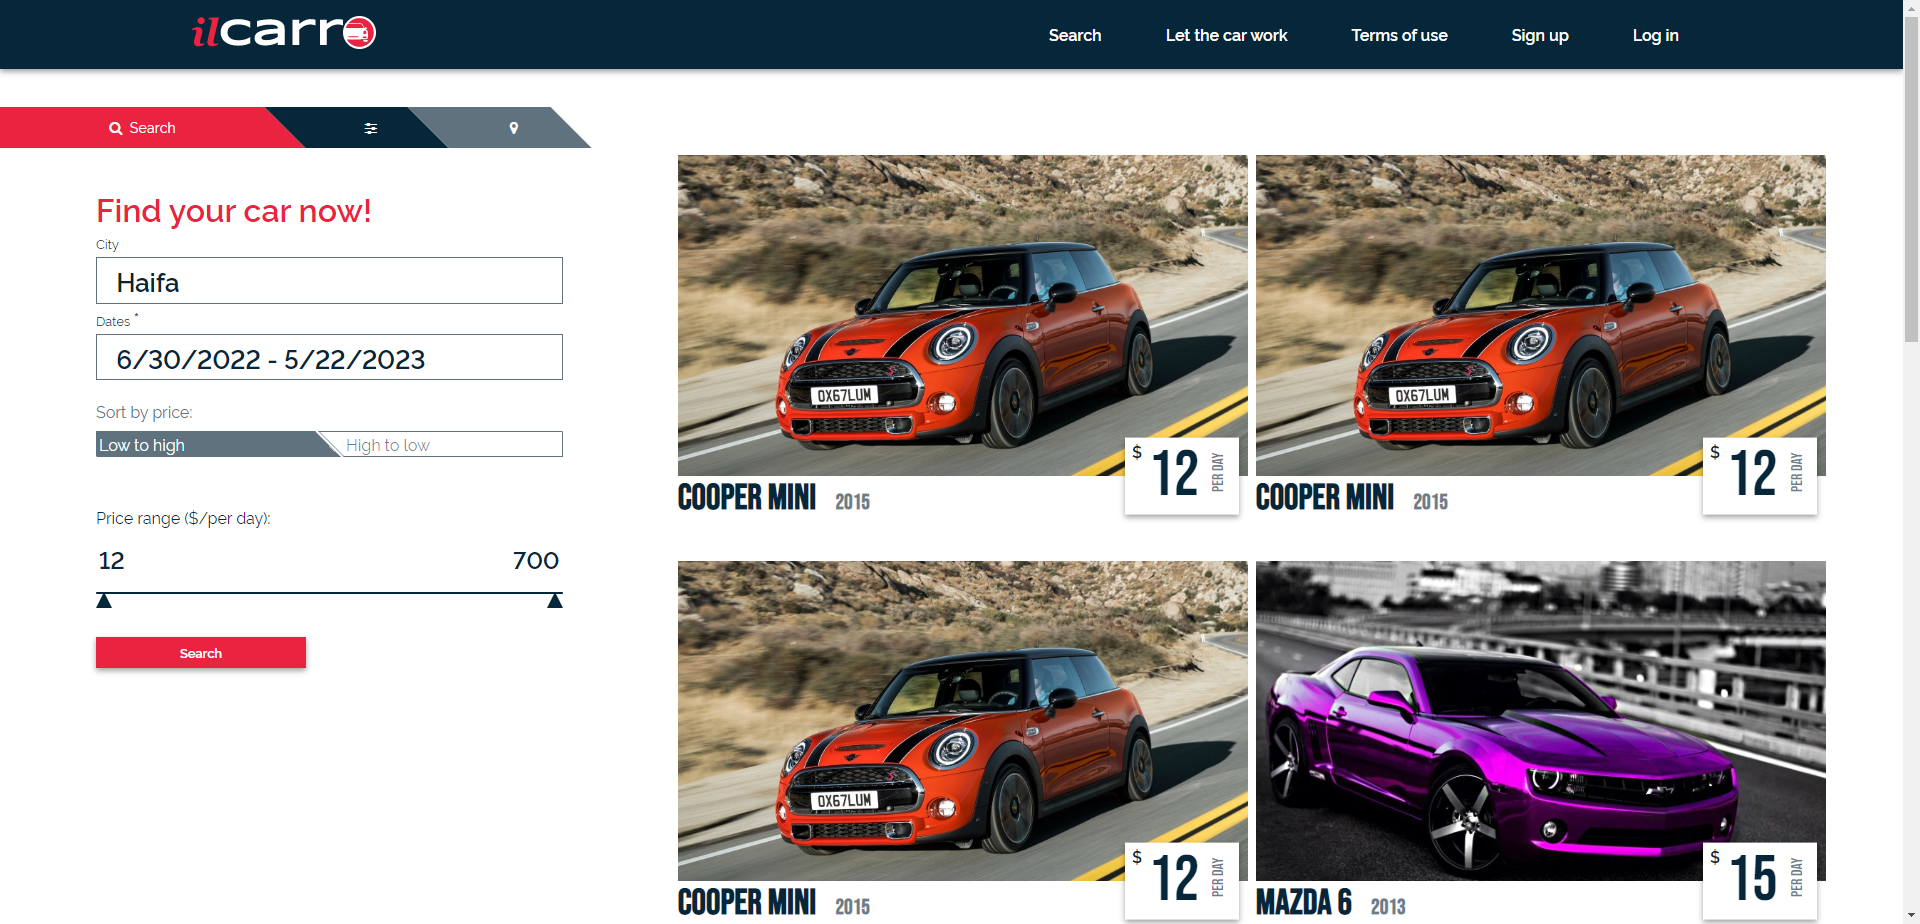 ilcarro
Search Let the car work Terms of use Sign up Log in
Search
Find your car now!
City
Haifa
Dates *
6/30/2022 - 5/22/2023
Sort by price:
Low to high High to low
Price range ($/per day):
12 700
Search
OX67LUM
$ 12 PER DAY
COOPER MINI 2015
OX67LUM
$ 12 PER DAY
COOPER MINI 2015
OX67LUM
$ 12 PER DAY
COOPER MINI 2015
$ 15 PER DAY
MAZDA 6 2013